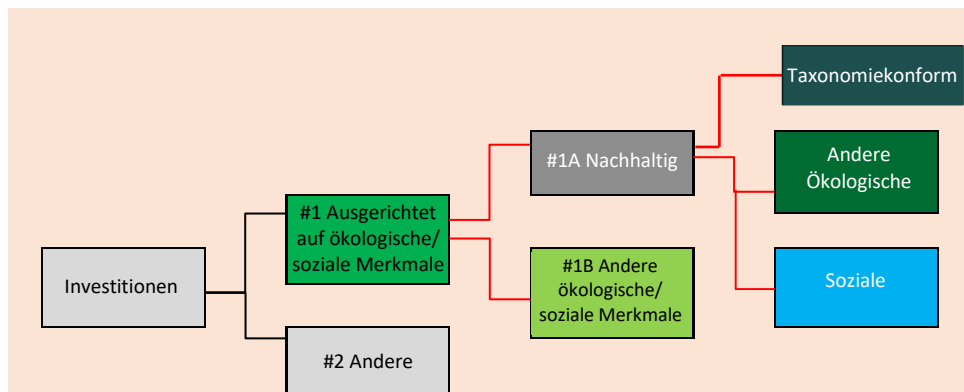 Taxonomiekonform
#1A Nachhaltig
Andere
Ökologische
#1 Ausgerichtet
auf ökologische/
soziale Merkmale
Investitionen
#1B Andere
ökologische/
soziale Merkmale
Soziale
#2 Andere